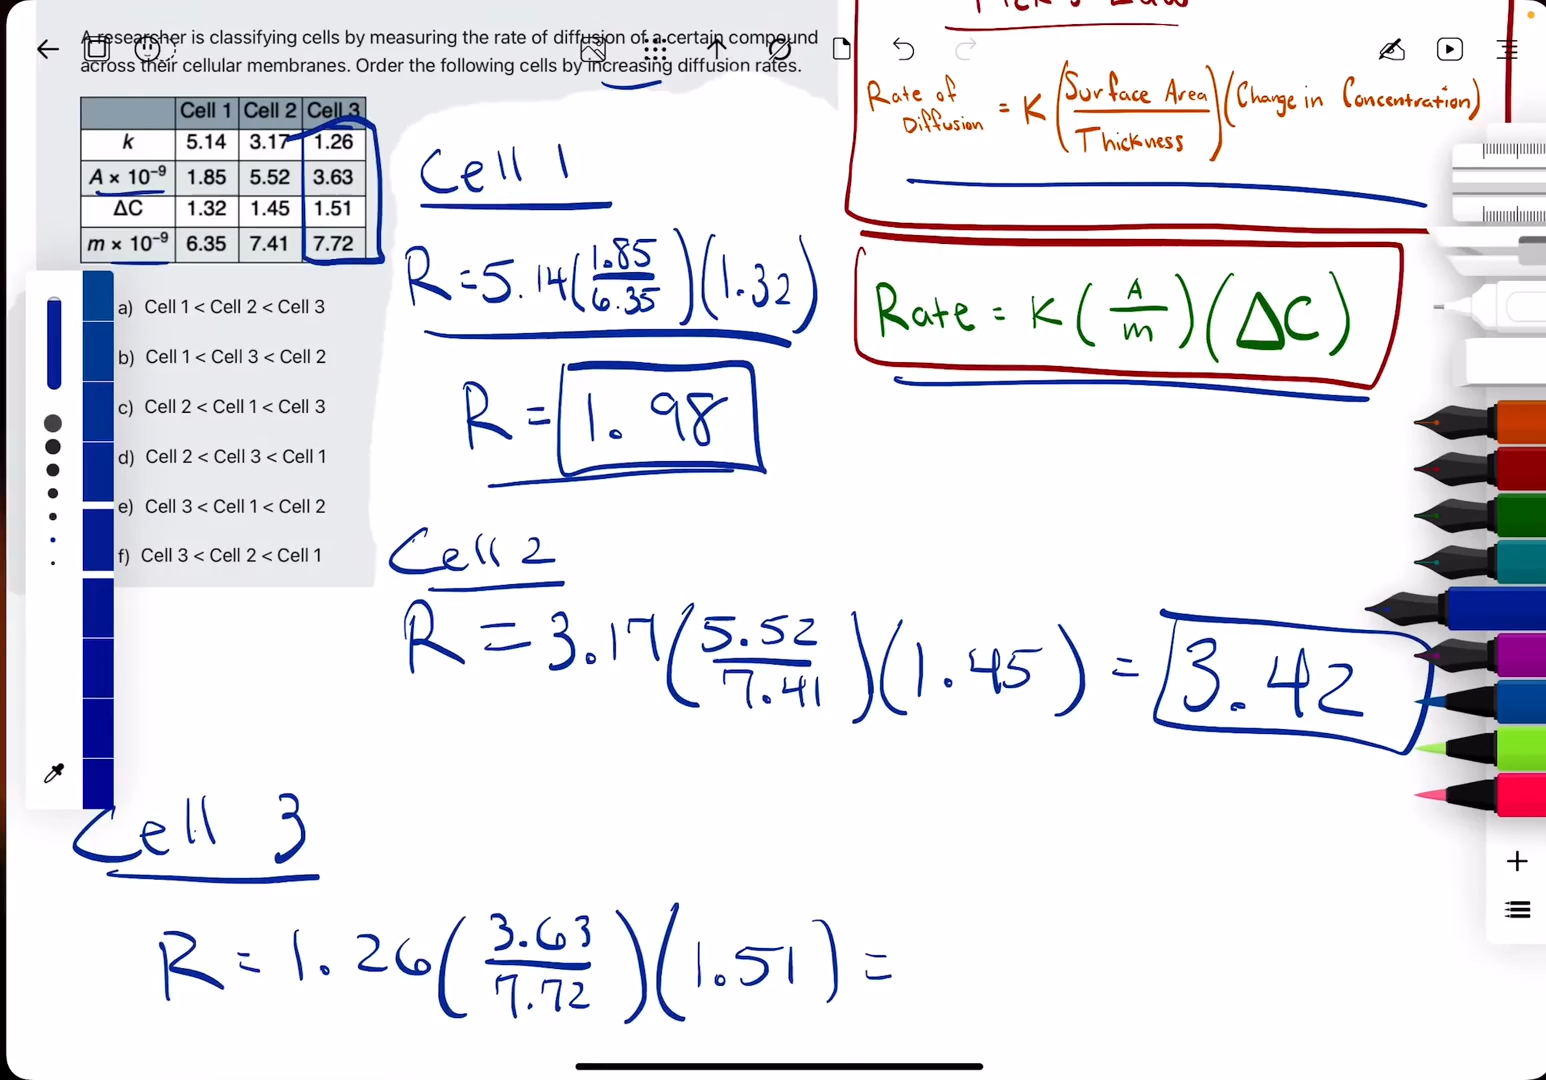 Rate of Diffusion = K (Surface Area / Thickness) (Change in Concentration)
A researcher is classifying cells by measuring the rate of diffusion of a certain compound
across their cellular membranes. Order the following cells by increasing diffusion rates.
Cell 1 Cell 2 Cell 3
k 5.14 3.17 1.26
A × 10⁻⁹ 1.85 5.52 3.63
ΔC 1.32 1.45 1.51
m × 10⁻⁹ 6.35 7.41 7.72
a) Cell 1 < Cell 2 < Cell 3
b) Cell 1 < Cell 3 < Cell 2
c) Cell 2 < Cell 1 < Cell 3
d) Cell 2 < Cell 3 < Cell 1
e) Cell 3 < Cell 1 < Cell 2
f) Cell 3 < Cell 2 < Cell 1
Rate = K (A/m) (ΔC)
Cell 1
R = 5.14 (1.85/6.35) (1.32)
R = 1.98
Cell 2
R = 3.17 (5.52/7.41) (1.45) = 3.42
Cell 3
R = 1.26 (3.63/7.72) (1.51) =